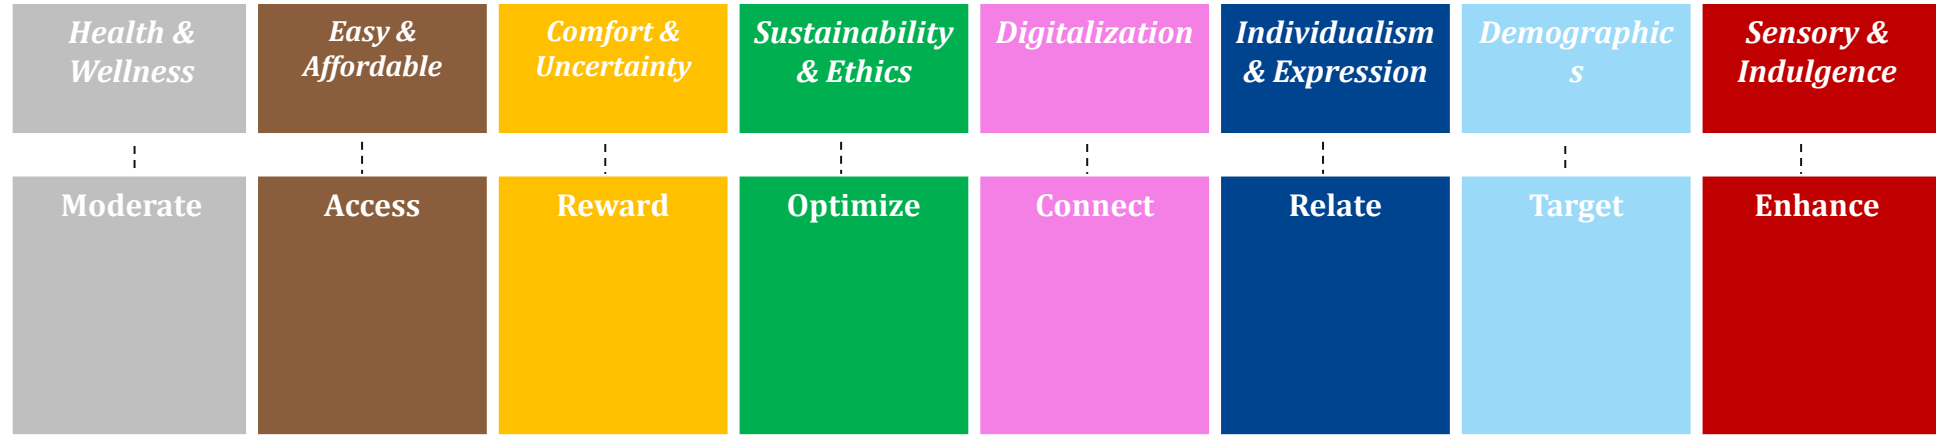 Health &
Wellness
Easy &
Affordable
Comfort &
Uncertainty
Sustainability
& Ethics
Digitalization
Individualism
& Expression
Demographic
s
Sensory &
Indulgence
Moderate
Access
Reward
Optimize
Connect
Relate
Target
Enhance